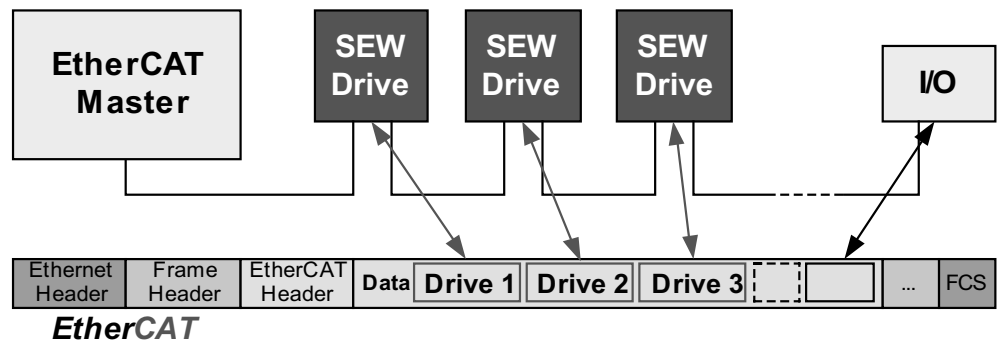 EtherCAT
Master
SEW
Drive
SEW
Drive
SEW
Drive
I/O
Ethernet
Header
Frame
Header
EtherCAT
Header
Data
Drive 1
Drive 2
Drive 3
...
FCS
EtherCAT